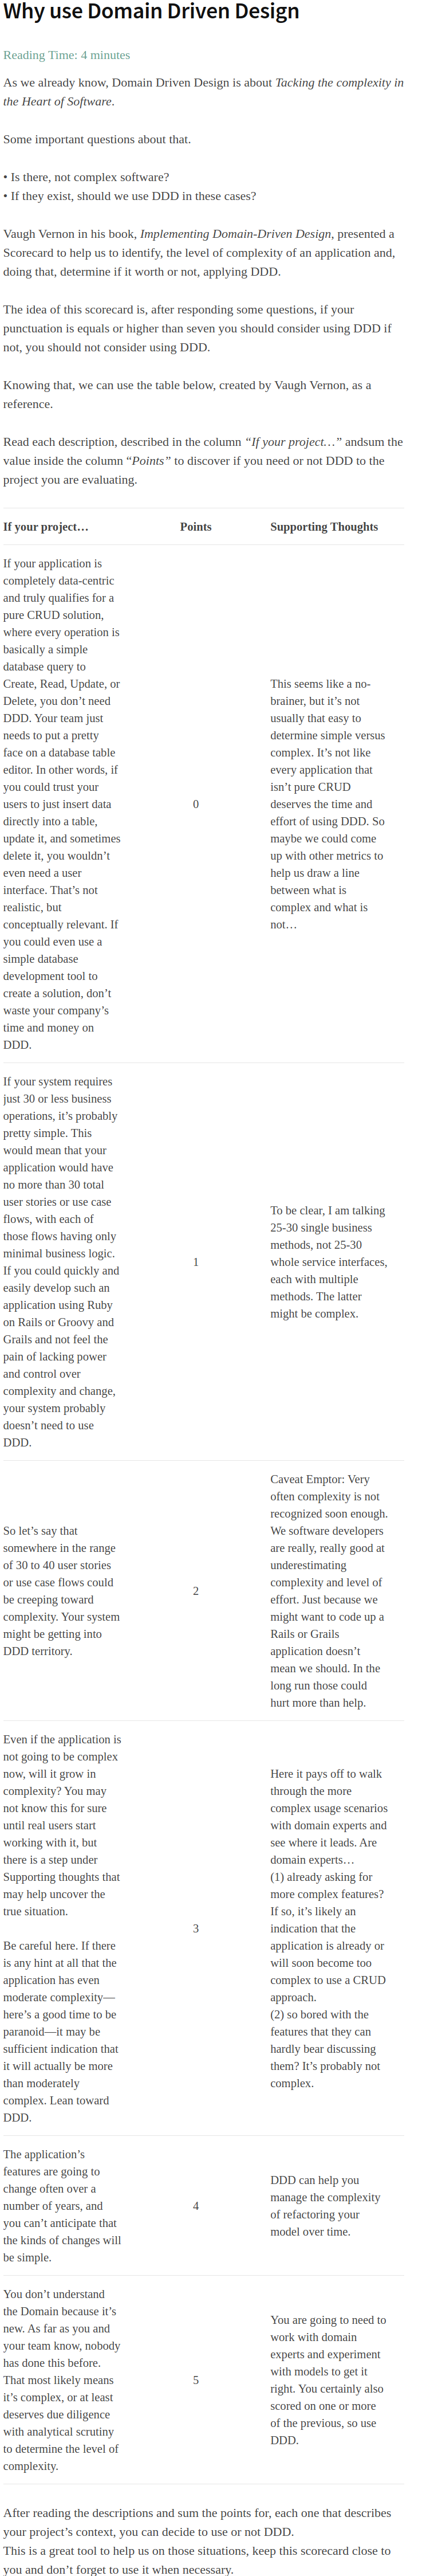 Why use Domain Driven Design
Reading Time: 4 minutes
As we already know, Domain Driven Design is about Tackling the complexity in
the Heart of Software.
Some important questions about that.
• Is there, not complex software?
• If they exist, should we use DDD in these cases?
Vaugh Vernon in his book, Implementing Domain-Driven Design, presented a
Scorecard to help us to identify, the level of complexity of an application and,
doing that, determine if it worth or not, applying DDD.
The idea of this scorecard is, after responding some questions, if your
punctuation is equals or higher than seven you should consider using DDD if
not, you should not consider using DDD.
Knowing that, we can use the table below, created by Vaugh Vernon, as a
reference.
Read each description, described in the column “If your project…” andsum the
value inside the column “Points” to discover if you need or not DDD to the
project you are evaluating.
If your project…
Points
Supporting Thoughts
If your application is
completely data-centric
and truly qualifies for a
pure CRUD solution,
where every operation is
basically a simple
database query to
Create, Read, Update, or
Delete, you don’t need
DDD. Your team just
needs to put a pretty
face on a database table
editor. In other words, if
you could trust your
users to just insert data
directly into a table,
update it, and sometimes
delete it, you wouldn’t
even need a user
interface. That’s not
realistic, but
conceptually relevant. If
you could even use a
simple database
development tool to
create a solution, don’t
waste your company’s
time and money on
DDD.
0
This seems like a no-
brainer, but it’s not
usually that easy to
determine simple versus
complex. It’s not like
every application that
isn’t pure CRUD
deserves the time and
effort of using DDD. So
maybe we could come
up with other metrics to
help us draw a line
between what is
complex and what is
not…
If your system requires
just 30 or less business
operations, it’s probably
pretty simple. This
would mean that your
application would have
no more than 30 total
user stories or use case
flows, with each of
those flows having only
minimal business logic.
If you could quickly and
easily develop such an
application using Ruby
on Rails or Groovy and
Grails and not feel the
pain of lacking power
and control over
complexity and change,
your system probably
doesn’t need to use
DDD.
1
To be clear, I am talking
25-30 single business
methods, not 25-30
whole service interfaces,
each with multiple
methods. The latter
might be complex.
So let’s say that
somewhere in the range
of 30 to 40 user stories
or use case flows could
be creeping toward
complexity. Your system
might be getting into
DDD territory.
2
Caveat Emptor: Very
often complexity is not
recognized soon enough.
We software developers
are really, really good at
underestimating
complexity and level of
effort. Just because we
might want to code up a
Rails or Grails
application doesn’t
mean we should. In the
long run those could
hurt more than help.
Even if the application is
not going to be complex
now, will it grow in
complexity? You may
not know this for sure
until real users start
working with it, but
there is a step under
Supporting thoughts that
may help uncover the
true situation.
Be careful here. If there
is any hint at all that the
application has even
moderate complexity—
here’s a good time to be
paranoid—it may be
sufficient indication that
it will actually be more
than moderately
complex. Lean toward
DDD.
3
Here it pays off to walk
through the more
complex usage scenarios
with domain experts and
see where it leads. Are
domain experts…
(1) already asking for
more complex features?
If so, it’s likely an
indication that the
application is already or
will soon become too
complex to use a CRUD
approach.
(2) so bored with the
features that they can
hardly bear discussing
them? It’s probably not
complex.
The application’s
features are going to
change often over a
number of years, and
you can’t anticipate that
the kinds of changes will
be simple.
4
DDD can help you
manage the complexity
of refactoring your
model over time.
You don’t understand
the Domain because it’s
new. As far as you and
your team know, nobody
has done this before.
That most likely means
it’s complex, or at least
deserves due diligence
with analytical scrutiny
to determine the level of
complexity.
5
You are going to need to
work with domain
experts and experiment
with models to get it
right. You certainly also
scored on one or more
of the previous, so use
DDD.
After reading the descriptions and sum the points for, each one that describes
your project’s context, you can decide to use or not DDD.
This is a great tool to help us on those situations, keep this scorecard close to
you and don’t forget to use it when necessary.